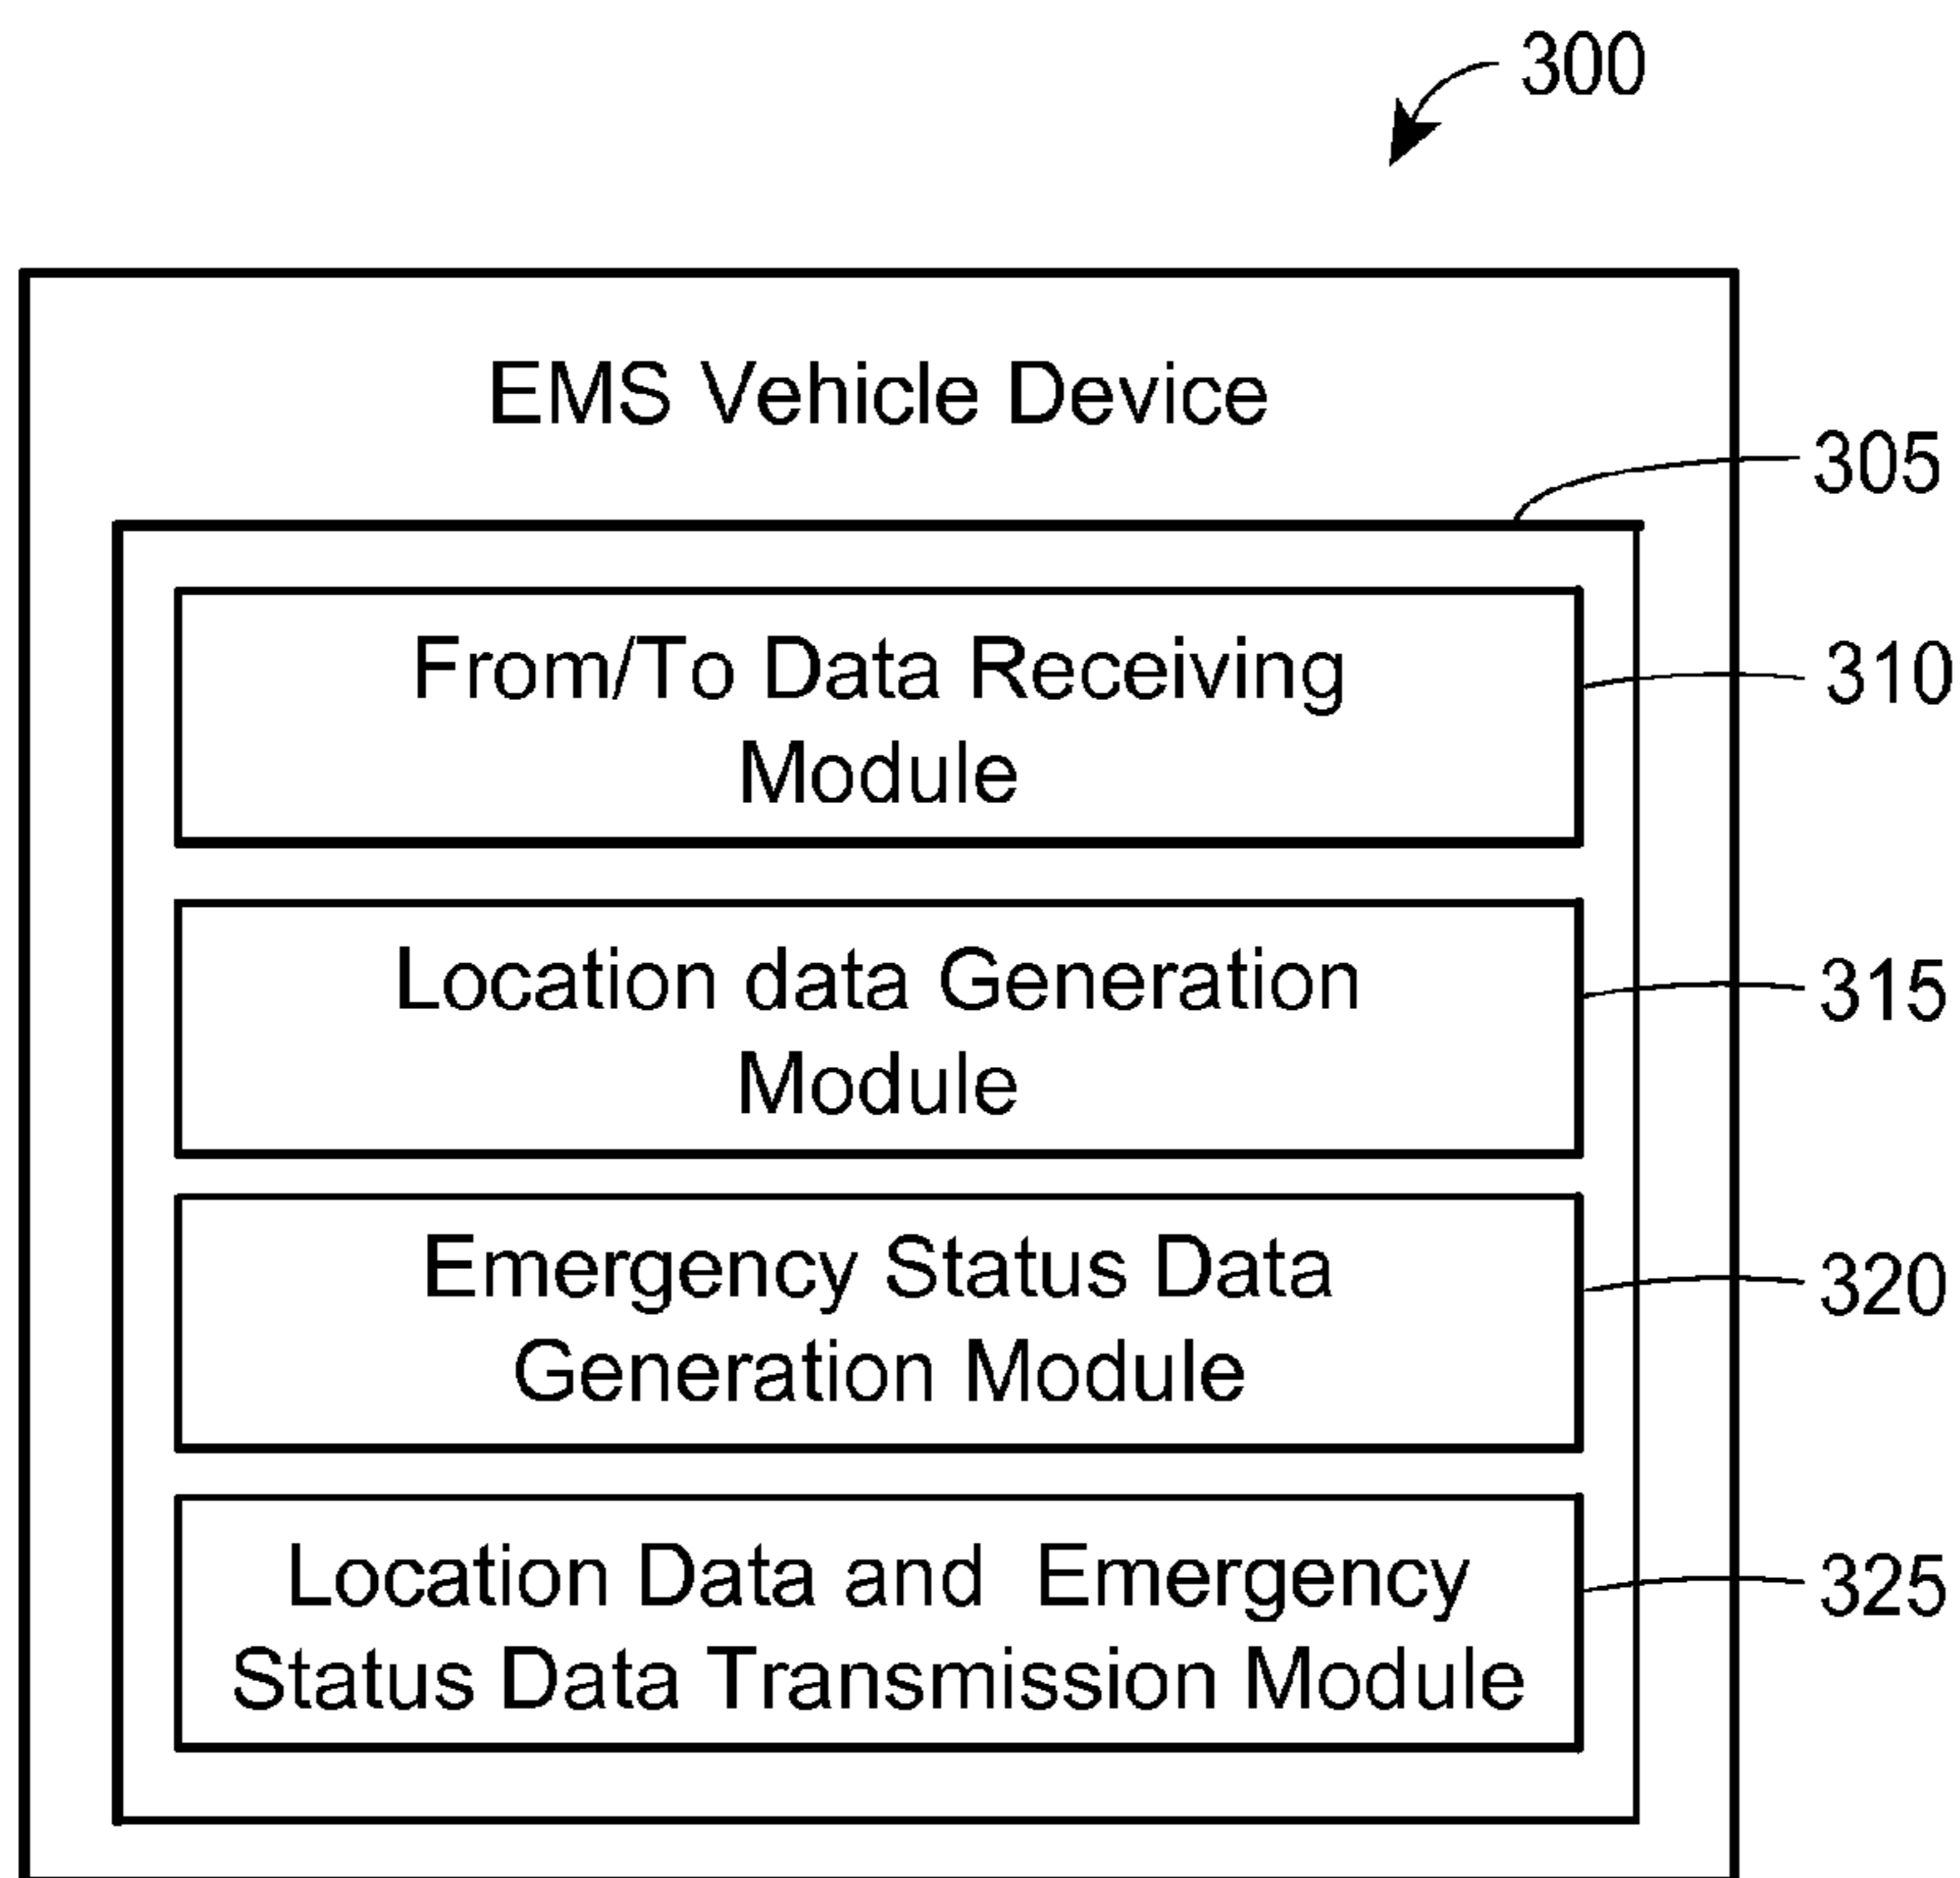 300
EMS Vehicle Device
305
From/To Data Receiving
Module
310
Location data Generation
Module
315
Emergency Status Data
Generation Module
320
Location Data and Emergency
Status Data Transmission Module
325